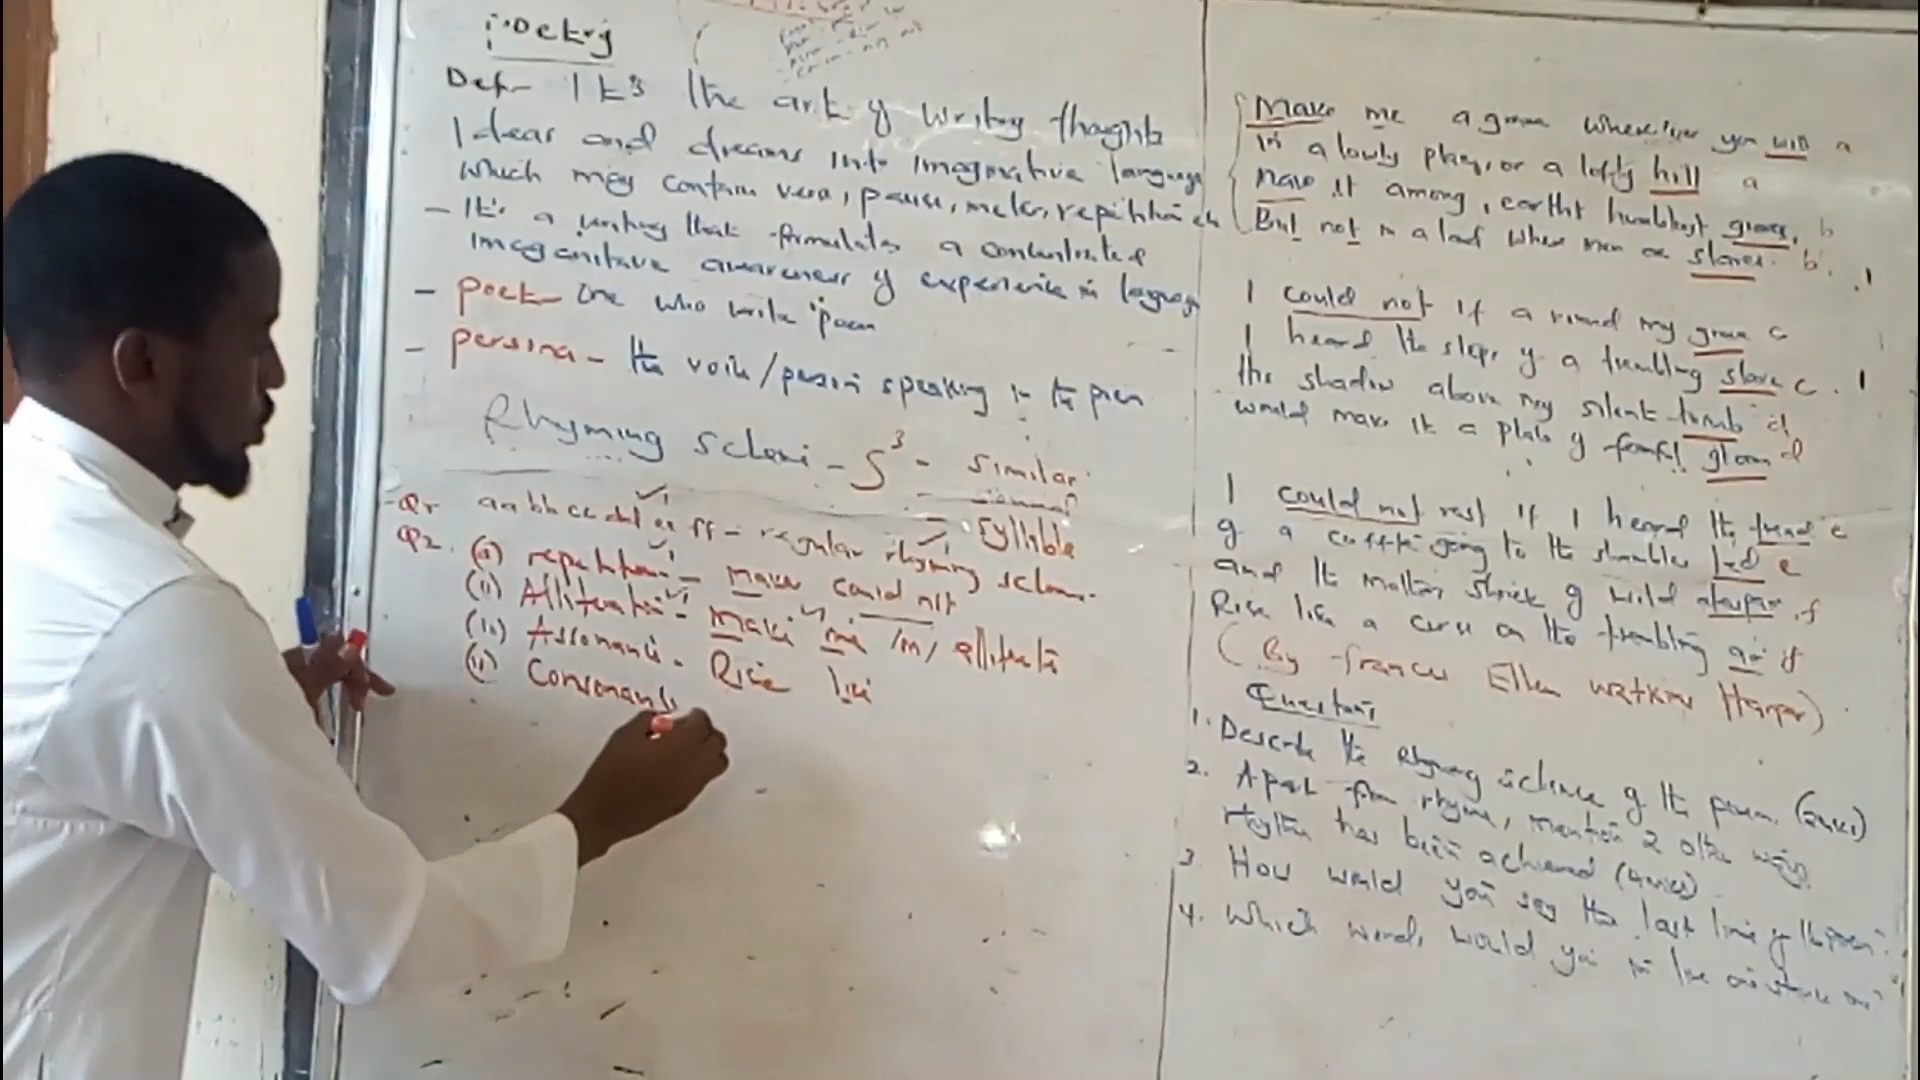 Poetry
Def- It's the art of writing thoughts
Ideas and dreams into imaginative language
which may contain verse, pause, meter, repitition
- It's a writing that formulates a concentrated
imaginative awareness of experience in language
- poet - one who write poem
- persona - the voice/person speaking in the poem
Rhyming scheme - S³ - similar
sound
syllable
Q1 aabbccddeeff - regular rhyming scheme.
Q2. (i) repetition - make could not
(ii) Alliteration - make me /m/ alliteration
(iii) Assonance - Rise like
(iv) Consonance
Make me a grave where'er you will a
in a lowly place, or a lofty hill a
make it among, earth's humblest graves, b
But not in a land where men are slaves. b
I could not if around my grave c
I heard the steps of a trembling slave c
the shadow above my silent tomb d
would make it a place of fearful gloom d
I could not rest if I heard the tread e
of a coffle going to the shambles led e
and the mother shriek of wild despair f
Rise like a curse on the trembling air f
(By Frances Ellen Watkins Harper)
Questions
1. Describe the rhyming scheme of the poem. (2mks)
2. Apart from rhyme, mention 2 other ways
rhythm has been achieved (4mks)
3. How would you say the last line of the poem?
4. Which words would you in line